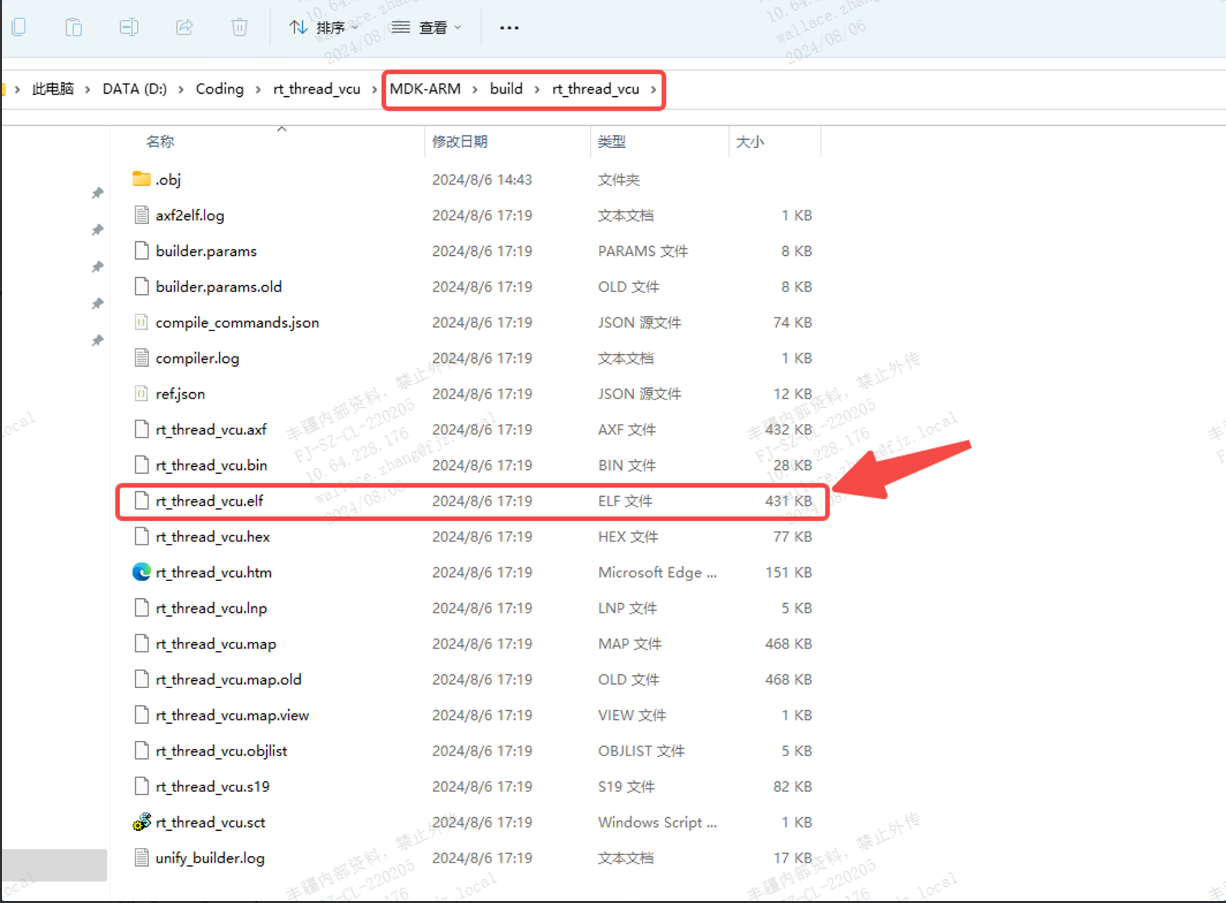 排序 查看
此电脑 DATA (D:) Coding rt_thread_vcu MDK-ARM build rt_thread_vcu
名称 修改日期 类型 大小
.obj 2024/8/6 14:43 文件夹
axf2elf.log 2024/8/6 17:19 文本文档 1 KB
builder.params 2024/8/6 17:19 PARAMS 文件 8 KB
builder.params.old 2024/8/6 17:19 OLD 文件 8 KB
compile_commands.json 2024/8/6 17:19 JSON 源文件 74 KB
compiler.log 2024/8/6 17:19 文本文档 1 KB
ref.json 2024/8/6 17:19 JSON 源文件 12 KB
rt_thread_vcu.axf 2024/8/6 17:19 AXF 文件 432 KB
rt_thread_vcu.bin 2024/8/6 17:19 BIN 文件 28 KB
rt_thread_vcu.elf 2024/8/6 17:19 ELF 文件 431 KB
rt_thread_vcu.hex 2024/8/6 17:19 HEX 文件 77 KB
rt_thread_vcu.htm 2024/8/6 17:19 Microsoft Edge ... 151 KB
rt_thread_vcu.lnp 2024/8/6 17:19 LNP 文件 5 KB
rt_thread_vcu.map 2024/8/6 17:19 MAP 文件 468 KB
rt_thread_vcu.map.old 2024/8/6 17:19 OLD 文件 468 KB
rt_thread_vcu.map.view 2024/8/6 17:19 VIEW 文件 1 KB
rt_thread_vcu.objlist 2024/8/6 17:19 OBJLIST 文件 5 KB
rt_thread_vcu.s19 2024/8/6 17:19 S19 文件 82 KB
rt_thread_vcu.sct 2024/8/6 17:19 Windows Script ... 1 KB
unify_builder.log 2024/8/6 17:19 文本文档 17 KB
丰疆内部资料，禁止外传
FJ-SZ-CL-220205
10.64.228.176
wallace.zhang@fjz.local
2024/08/06